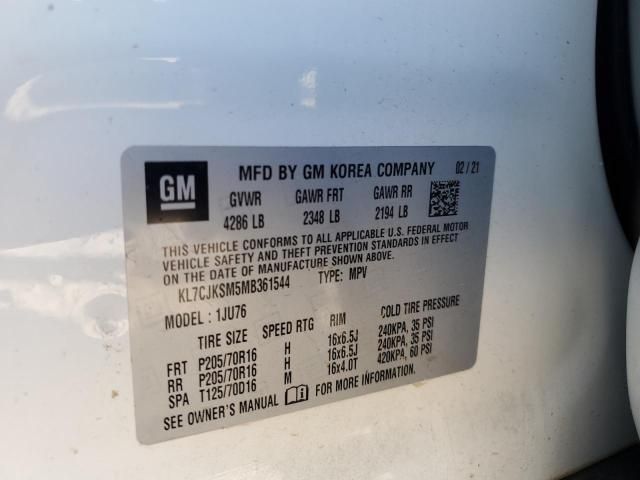 GM
MFD BY GM KOREA COMPANY 02/21
GVWR GAWR FRT GAWR RR
4286 LB 2348 LB 2194 LB
THIS VEHICLE CONFORMS TO ALL APPLICABLE U.S. FEDERAL MOTOR
VEHICLE SAFETY AND THEFT PREVENTION STANDARDS IN EFFECT
ON THE DATE OF MANUFACTURE SHOWN ABOVE.
KL7CJKSM5MB361544 TYPE: MPV
MODEL : 1JU76
TIRE SIZE SPEED RTG RIM COLD TIRE PRESSURE
FRT P205/70R16 H 16x6.5J 240KPA, 35 PSI
RR P205/70R16 H 16x6.5J 240KPA, 35 PSI
SPA T125/70D16 M 16x4.0T 420KPA, 60 PSI
SEE OWNER'S MANUAL FOR MORE INFORMATION.